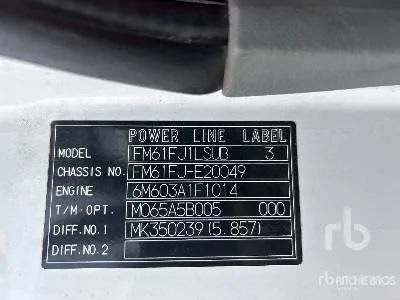 POWER LINE LABEL
MODEL FM61FJ1LSUB 3
CHASSIS NO. FM61FJ-E20049
ENGINE 6M603A1F1014
T/M·OPT. M065A5B005 000
DIFF.NO.1 MK350239(5.857)
DIFF.NO.2
rb
RITCHIE BROS.